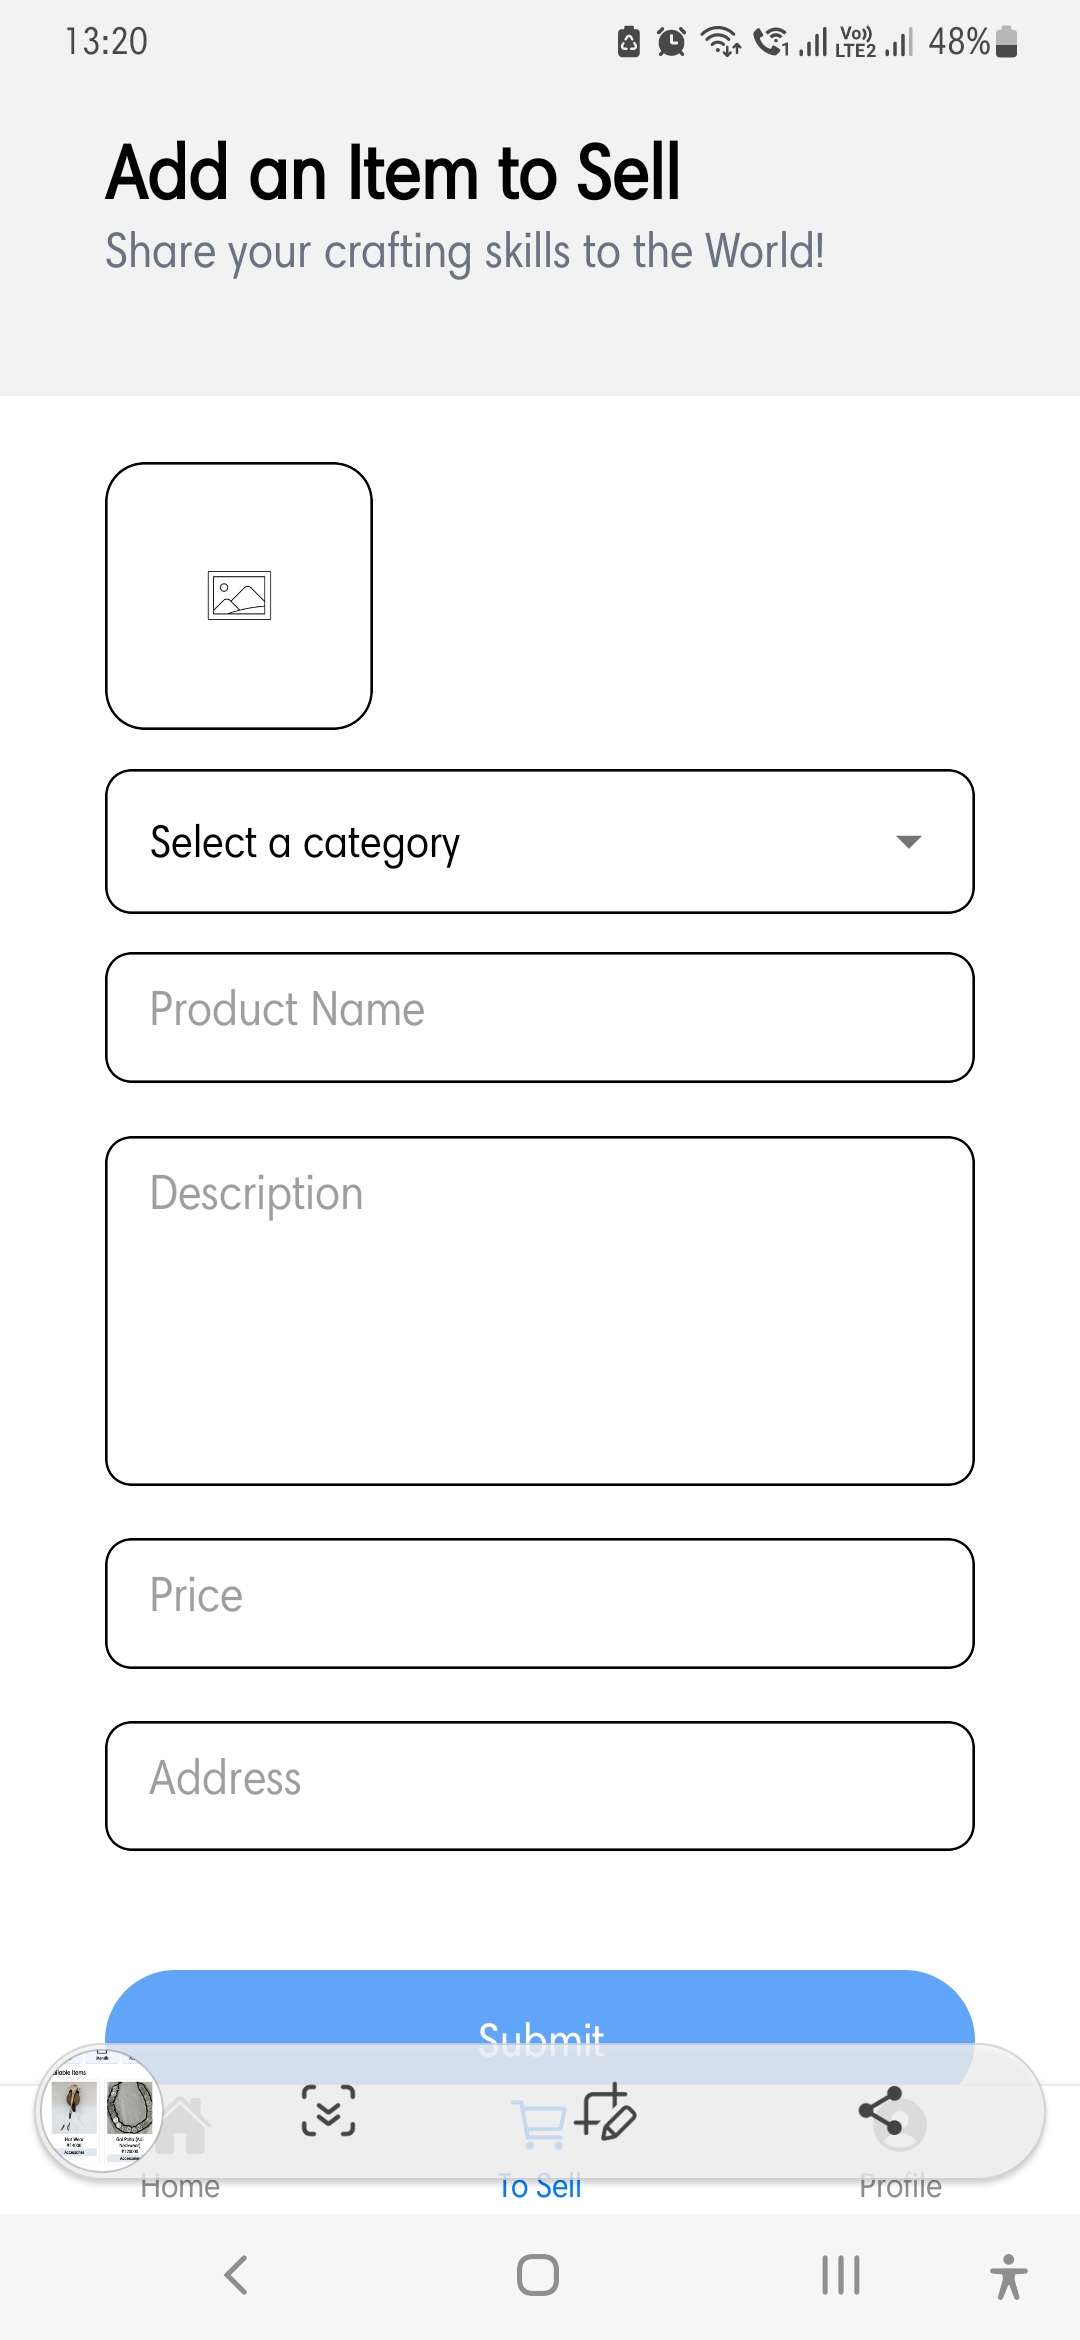 13:20
Vo)) LTE2 48%
Add an Item to Sell
Share your crafting skills to the World!
Select a category
Product Name
Description
Price
Address
Submit
Home To Sell Profile